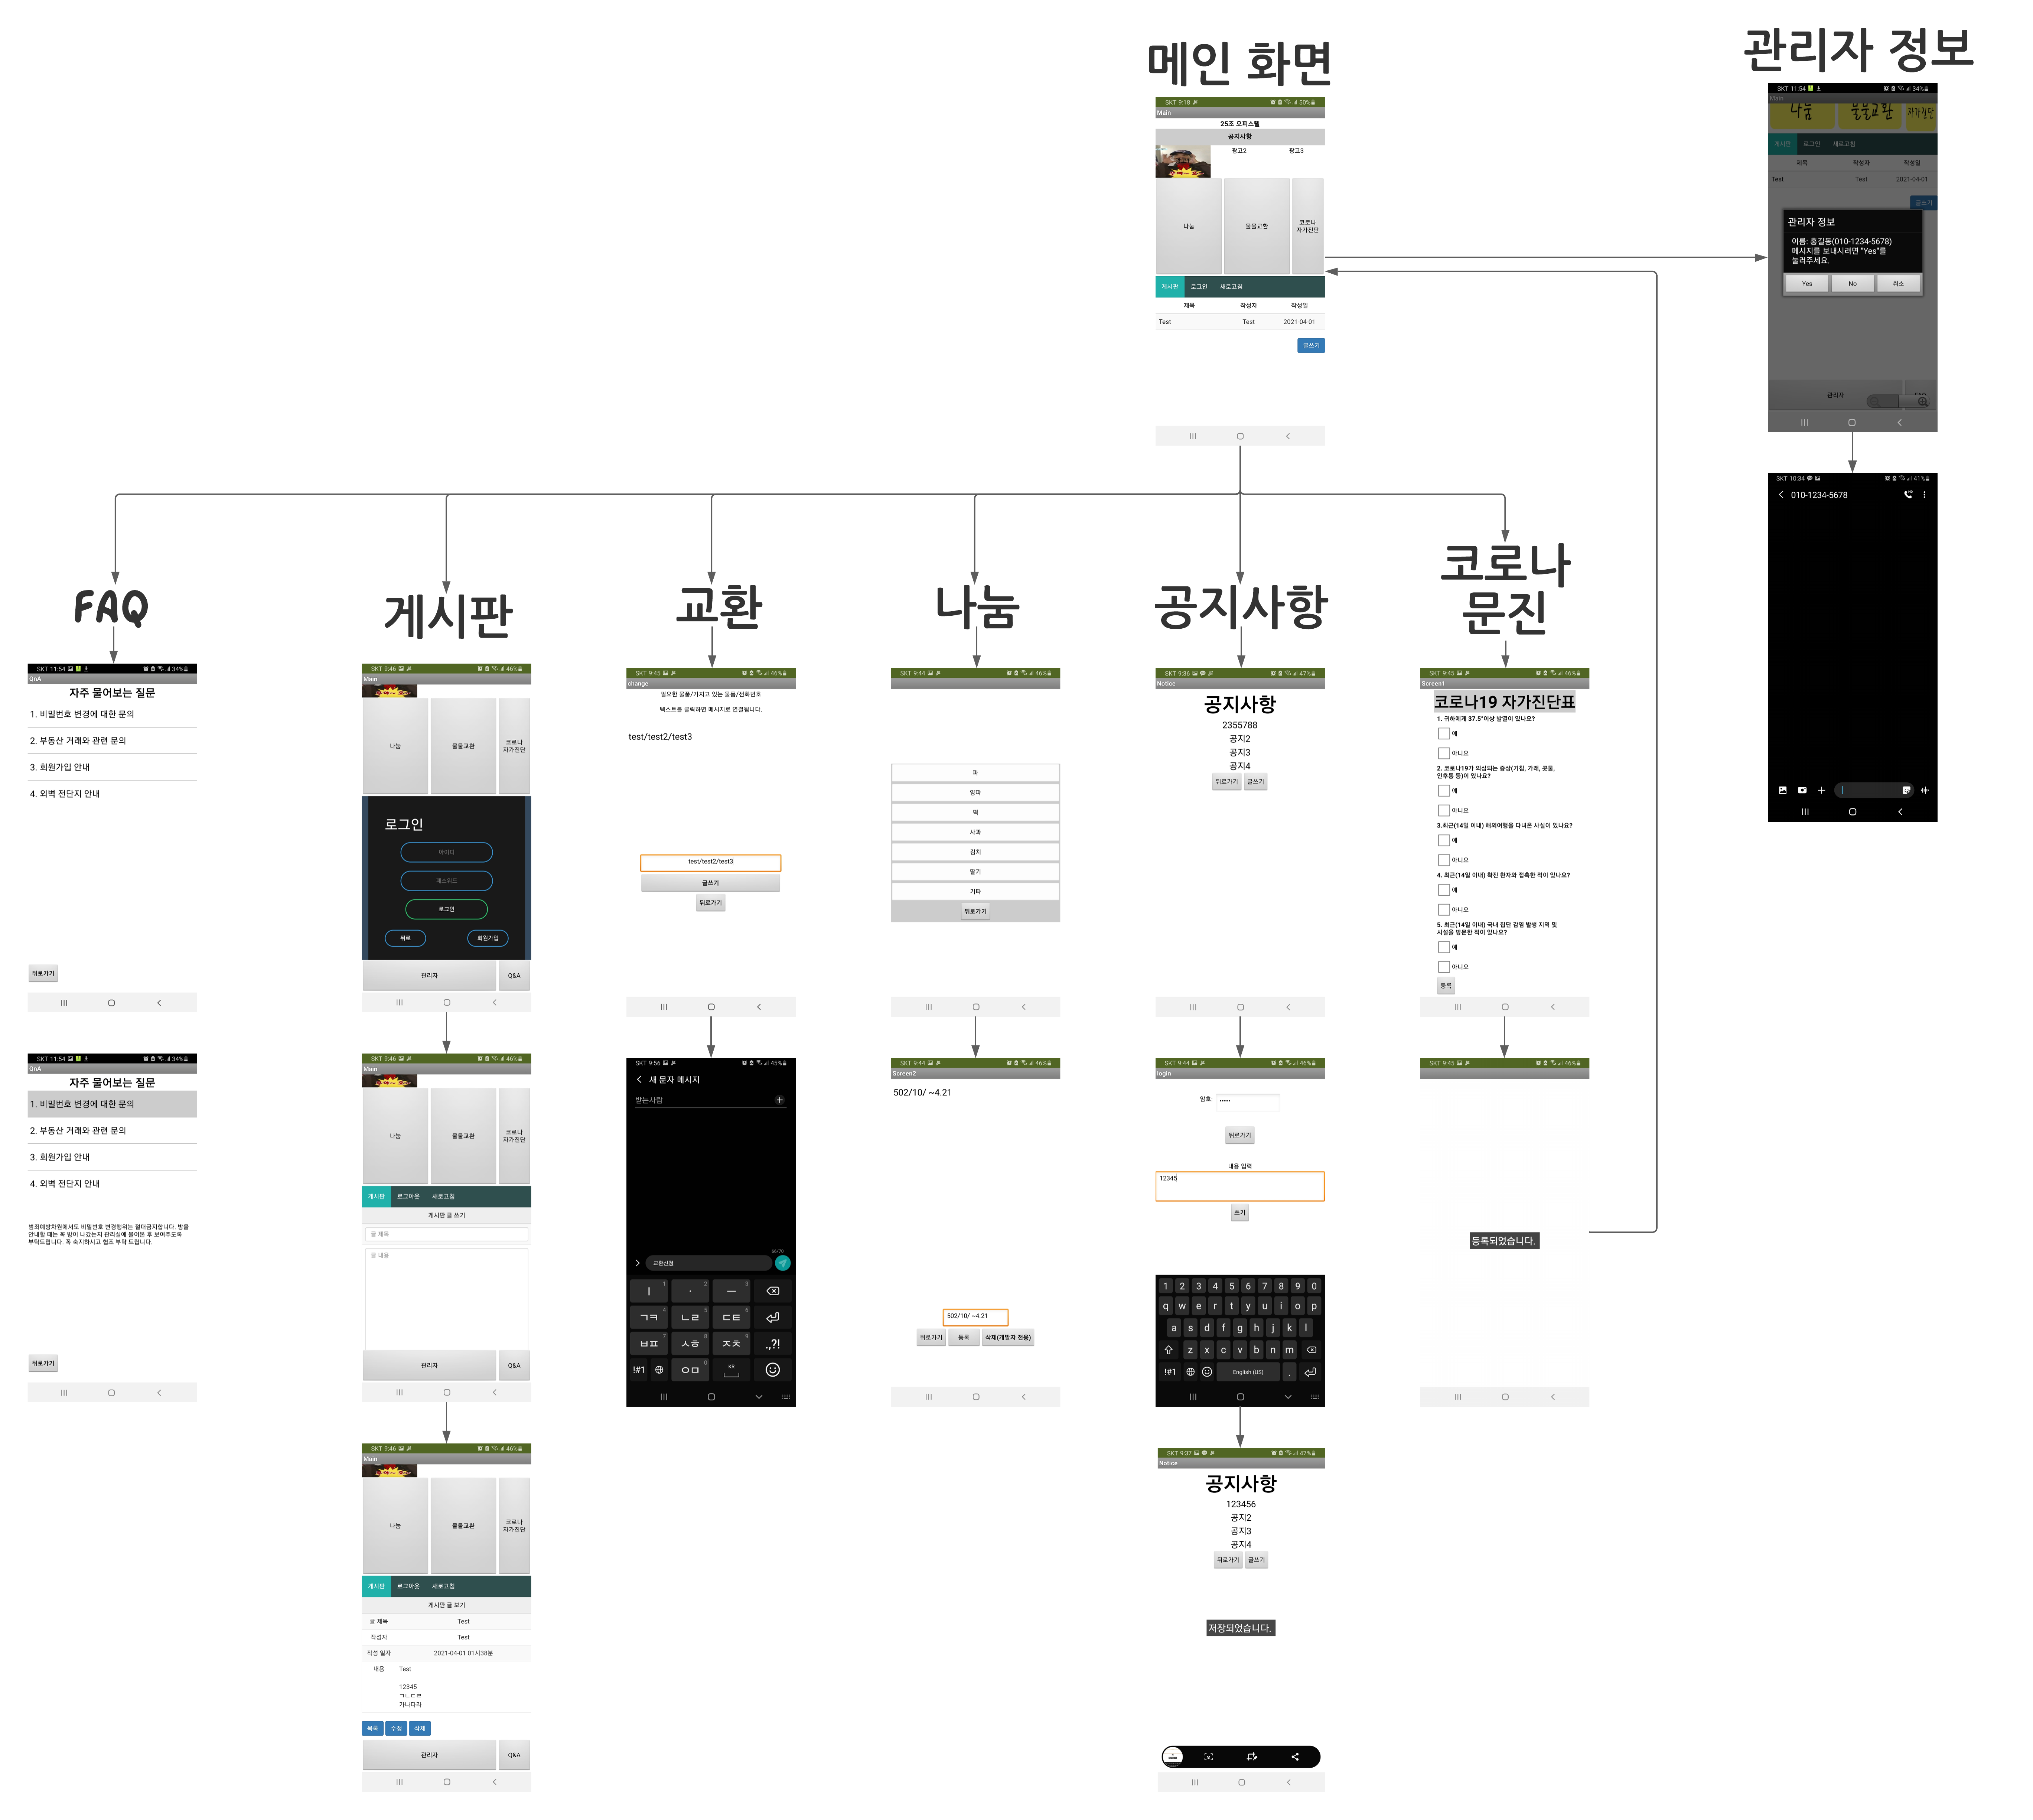 메인 화면
SKT 9:18
50%
Main
25조 오피스텔
공지사항
광고2
광고3
나눔
물물교환
코로나
자가진단
게시판 로그인 새로고침
제목 작성자 작성일
Test Test 2021-04-01
글쓰기
관리자 정보
SKT 11:54
34%
Main
나눔
물물교환
자가진단
게시판 로그인 새로고침
제목 작성자 작성일
Test Test 2021-04-01
글쓰기
관리자 정보
이름: 홍길동(010-1234-5678)
메시지를 보내시려면 "Yes"를
눌러주세요.
Yes No 취소
관리자
FAQ
SKT 10:34
41%
010-1234-5678
FAQ
SKT 11:54
34%
QnA
자주 물어보는 질문
1. 비밀번호 변경에 대한 문의
2. 부동산 거래와 관련 문의
3. 회원가입 안내
4. 외벽 전단지 안내
뒤로가기
SKT 11:54
34%
QnA
자주 물어보는 질문
1. 비밀번호 변경에 대한 문의
2. 부동산 거래와 관련 문의
3. 회원가입 안내
4. 외벽 전단지 안내
범죄예방차원에서도 비밀번호 변경행위는 절대금지합니다. 방을
안내할 때는 꼭 방이 나갔는지 관리실에 물어본 후 보여주도록
부탁드립니다. 꼭 숙지하시고 협조 부탁 드립니다.
뒤로가기
게시판
SKT 9:46
46%
Main
나눔
물물교환
코로나
자가진단
로그인
아이디
패스워드
로그인
뒤로
회원가입
관리자
Q&A
SKT 9:46
46%
Main
나눔
물물교환
코로나
자가진단
게시판 로그아웃 새로고침
게시판 글 쓰기
글 제목
글 내용
관리자
Q&A
SKT 9:46
46%
Main
나눔
물물교환
코로나
자가진단
게시판 로그아웃 새로고침
게시판 글 보기
글 제목 Test
작성자 Test
작성 일자 2021-04-01 01시38분
내용 Test
12345
ㄱㄴㄷㄹ
가나다라
목록 수정 삭제
관리자
Q&A
교환
SKT 9:45
46%
change
필요한 물품/가지고 있는 물품/전화번호
텍스트를 클릭하면 메시지로 연결됩니다.
test/test2/test3
test/test2/test3
글쓰기
뒤로가기
SKT 9:56
45%
새 문자 메시지
받는사람
66/70
교환신청
ㅣ 1 · 2 ㅡ 3
ㄱㅋ 4 ㄴㄹ 5 ㄷㅌ 6
ㅂㅍ 7 ㅅㅎ 8 ㅈㅊ 9 .,?!
!#1 ㅇㅁ 0 KR
나눔
SKT 9:44
46%
파
양파
떡
사과
김치
딸기
기타
뒤로가기
SKT 9:44
46%
Screen2
502/10/ ~4.21
502/10/ ~4.21
뒤로가기 등록 삭제(개발자 전용)
공지사항
SKT 9:36
47%
Notice
공지사항
2355788
공지2
공지3
공지4
뒤로가기 글쓰기
SKT 9:44
46%
login
암호: •••••
뒤로가기
내용 입력
12345
쓰기
1 2 3 4 5 6 7 8 9 0
q w e r t y u i o p
a s d f g h j k l
z x c v b n m
!#1 English (US) .
SKT 9:37
47%
Notice
공지사항
123456
공지2
공지3
공지4
뒤로가기 글쓰기
저장되었습니다.
코로나
문진
SKT 9:45
46%
Screen1
코로나19 자가진단표
1. 귀하에게 37.5°이상 발열이 있나요?
예
아니요
2. 코로나19가 의심되는 증상(기침, 가래, 콧물,
인후통 등)이 있나요?
예
아니요
3.최근(14일 이내) 해외여행을 다녀온 사실이 있나요?
예
아니요
4. 최근(14일 이내) 확진 환자와 접촉한 적이 있나요?
예
아니요
5. 최근(14일 이내) 국내 집단 감염 발생 지역 및
시설을 방문한 적이 있나요?
예
아니요
등록
SKT 9:45
46%
등록되었습니다.